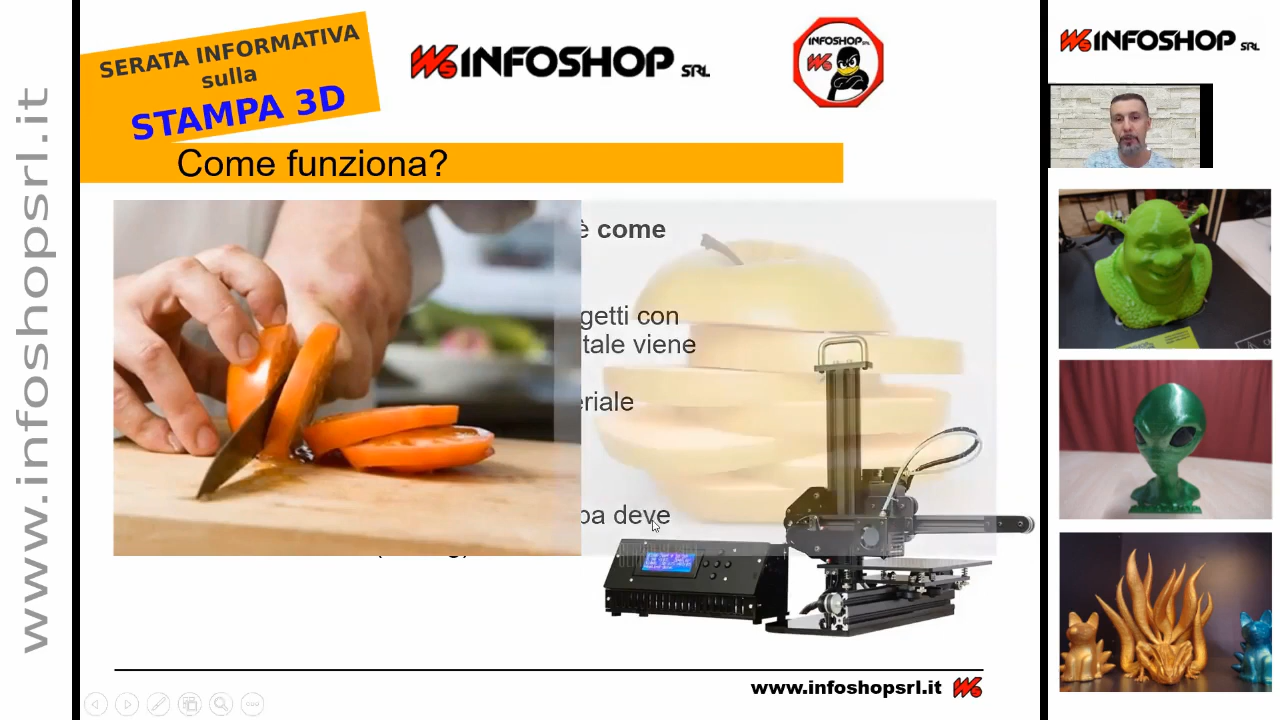 www.infoshopsrl.it
SERATA INFORMATIVA
sulla
STAMPA 3D
INFOSHOP SRL
INFOSHOP SRL
INFOSHOP SRL
Come funziona?
è come
getti con
tale viene
eriale
pa deve
www.infoshopsrl.it